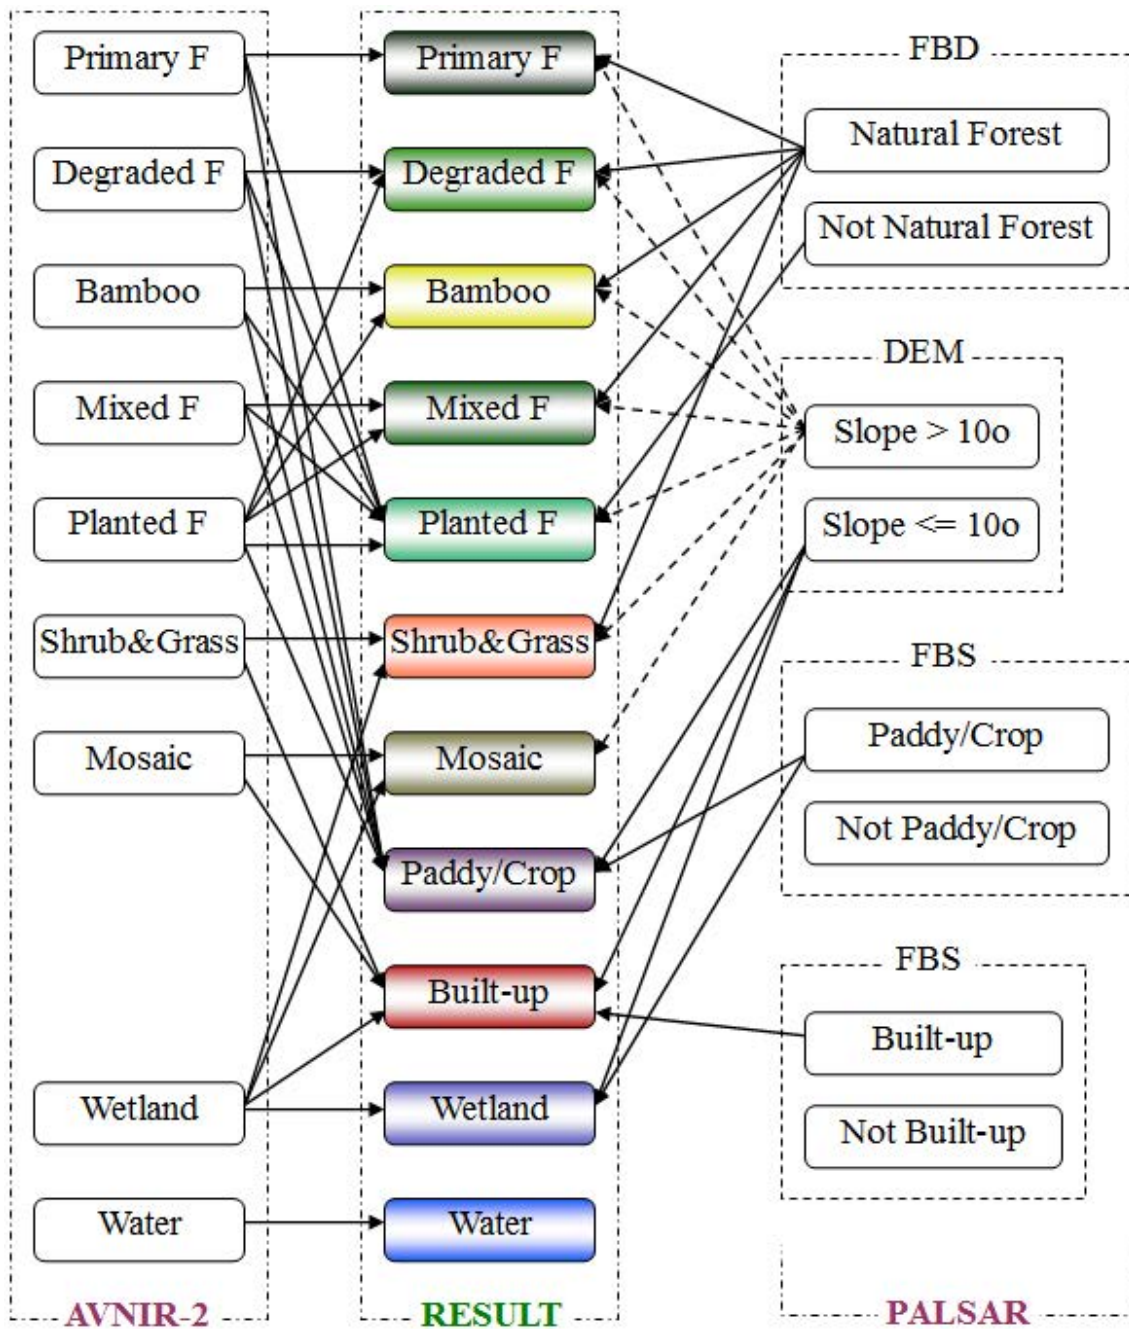 Primary F
Degraded F
Bamboo
Mixed F
Planted F
Shrub&Grass
Mosaic
Wetland
Water
AVNIR-2
Primary F
Degraded F
Bamboo
Mixed F
Planted F
Shrub&Grass
Mosaic
Paddy/Crop
Built-up
Wetland
Water
RESULT
FBD
Natural Forest
Not Natural Forest
DEM
Slope > 10o
Slope <= 10o
FBS
Paddy/Crop
Not Paddy/Crop
FBS
Built-up
Not Built-up
PALSAR